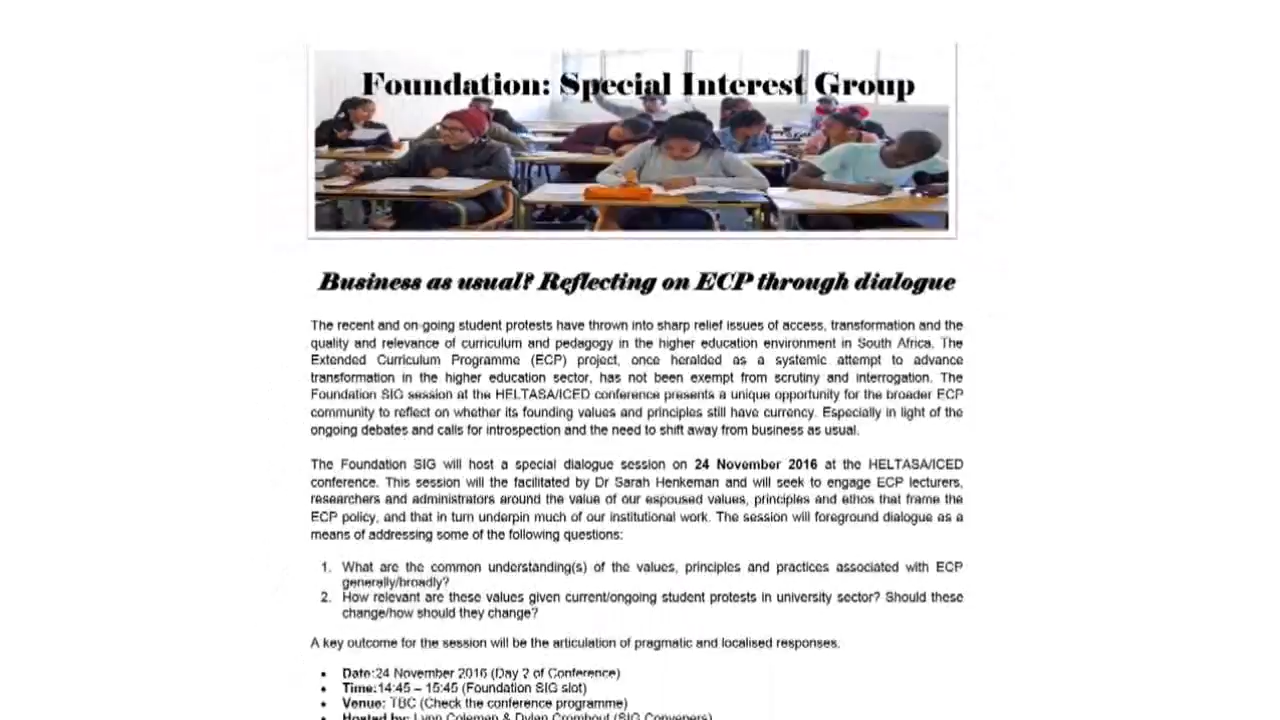 Foundation: Special Interest Group
Business as usual? Reflecting on ECP through dialogue
The recent and on-going student protests have thrown into sharp relief issues of access, transformation and the
quality and relevance of curriculum and pedagogy in the higher education environment in South Africa. The
Extended Curriculum Programme (ECP) project, once heralded as a systemic attempt to advance
transformation in the higher education sector, has not been exempt from scrutiny and interrogation. The
Foundation SIG session at the HELTASA/ICED conference presents a unique opportunity for the broader ECP
community to reflect on whether its founding values and principles still have currency. Especially in light of the
ongoing debates and calls for introspection and the need to shift away from business as usual.
The Foundation SIG will host a special dialogue session on 24 November 2016 at the HELTASA/ICED
conference. This session will the facilitated by Dr Sarah Henkeman and will seek to engage ECP lecturers,
researchers and administrators around the value of our espoused values, principles and ethos that frame the
ECP policy, and that in turn underpin much of our institutional work. The session will foreground dialogue as a
means of addressing some of the following questions:
1. What are the common understanding(s) of the values, principles and practices associated with ECP
generally/broadly?
2. How relevant are these values given current/ongoing student protests in university sector? Should these
change/how should they change?
A key outcome for the session will be the articulation of pragmatic and localised responses.
• Date:24 November 2016 (Day 2 of Conference)
• Time:14:45 – 15:45 (Foundation SIG slot)
• Venue: TBC (Check the conference programme)
• Hosted by: Lynn Coleman & Dylan Cromhout (SIG Conveners)